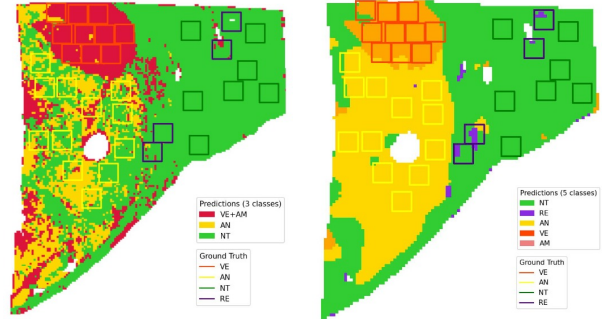 Predictions (3 classes)
VE+AM
AN
NT
Ground Truth
VE
AN
NT
RE
Predictions (5 classes)
NT
RE
AN
VE
AM
Ground Truth
VE
AN
NT
RE